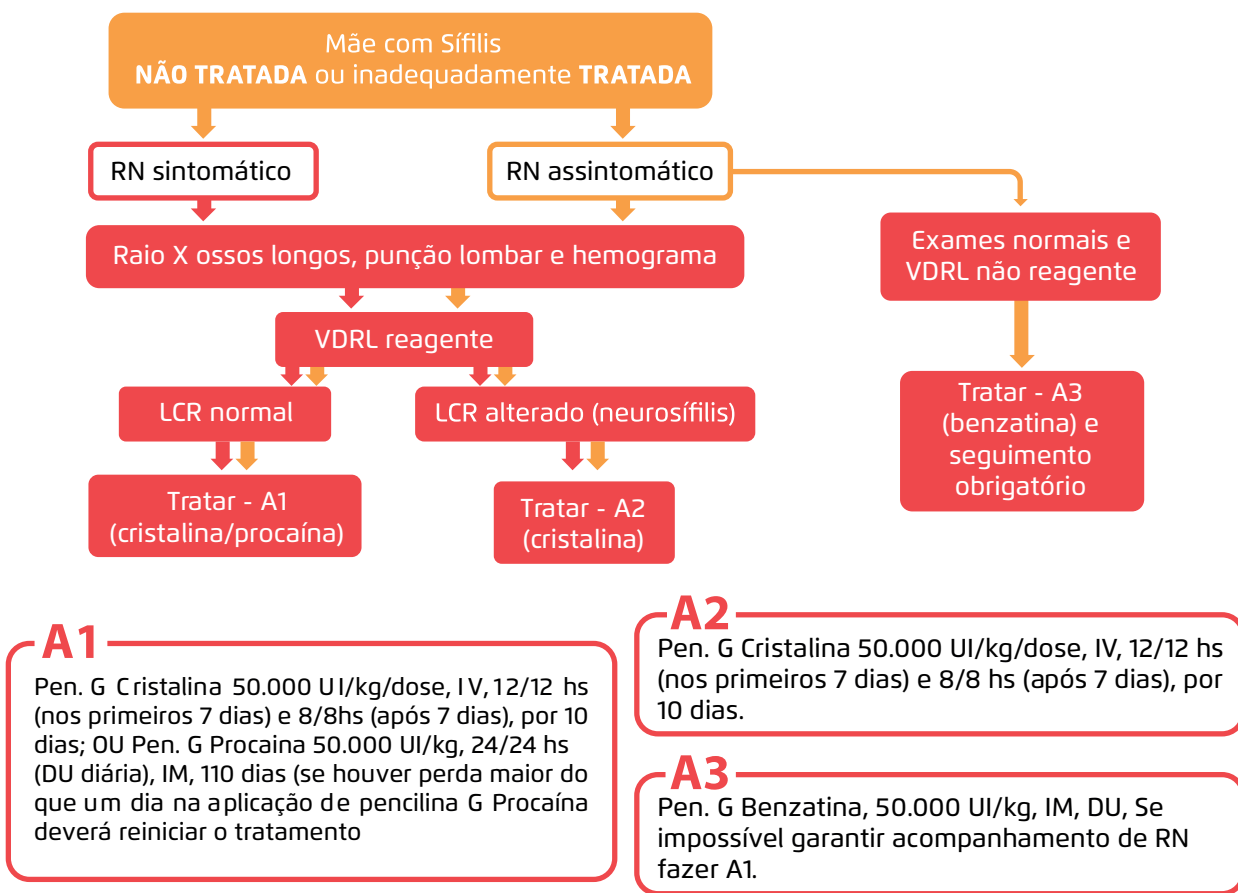 Mãe com Sífilis
NÃO TRATADA ou inadequadamente TRATADA
RN sintomático
RN assintomático
Raio X ossos longos, punção lombar e hemograma
Exames normais e
VDRL não reagente
VDRL reagente
LCR normal
LCR alterado (neurosífilis)
Tratar - A3
(benzatina) e
seguimento
obrigatório
Tratar - A1
(cristalina/procaína)
Tratar - A2
(cristalina)
A1
Pen. G Cristalina 50.000 UI/kg/dose, IV, 12/12 hs
(nos primeiros 7 dias) e 8/8hs (após 7 dias), por 10
dias; OU Pen. G Procaina 50.000 UI/kg, 24/24 hs
(DU diária), IM, 110 dias (se houver perda maior do
que um dia na aplicação de pencilina G Procaína
deverá reiniciar o tratamento
A2
Pen. G Cristalina 50.000 UI/kg/dose, IV, 12/12 hs
(nos primeiros 7 dias) e 8/8 hs (após 7 dias), por
10 dias.
A3
Pen. G Benzatina, 50.000 UI/kg, IM, DU, Se
impossível garantir acompanhamento de RN
fazer A1.